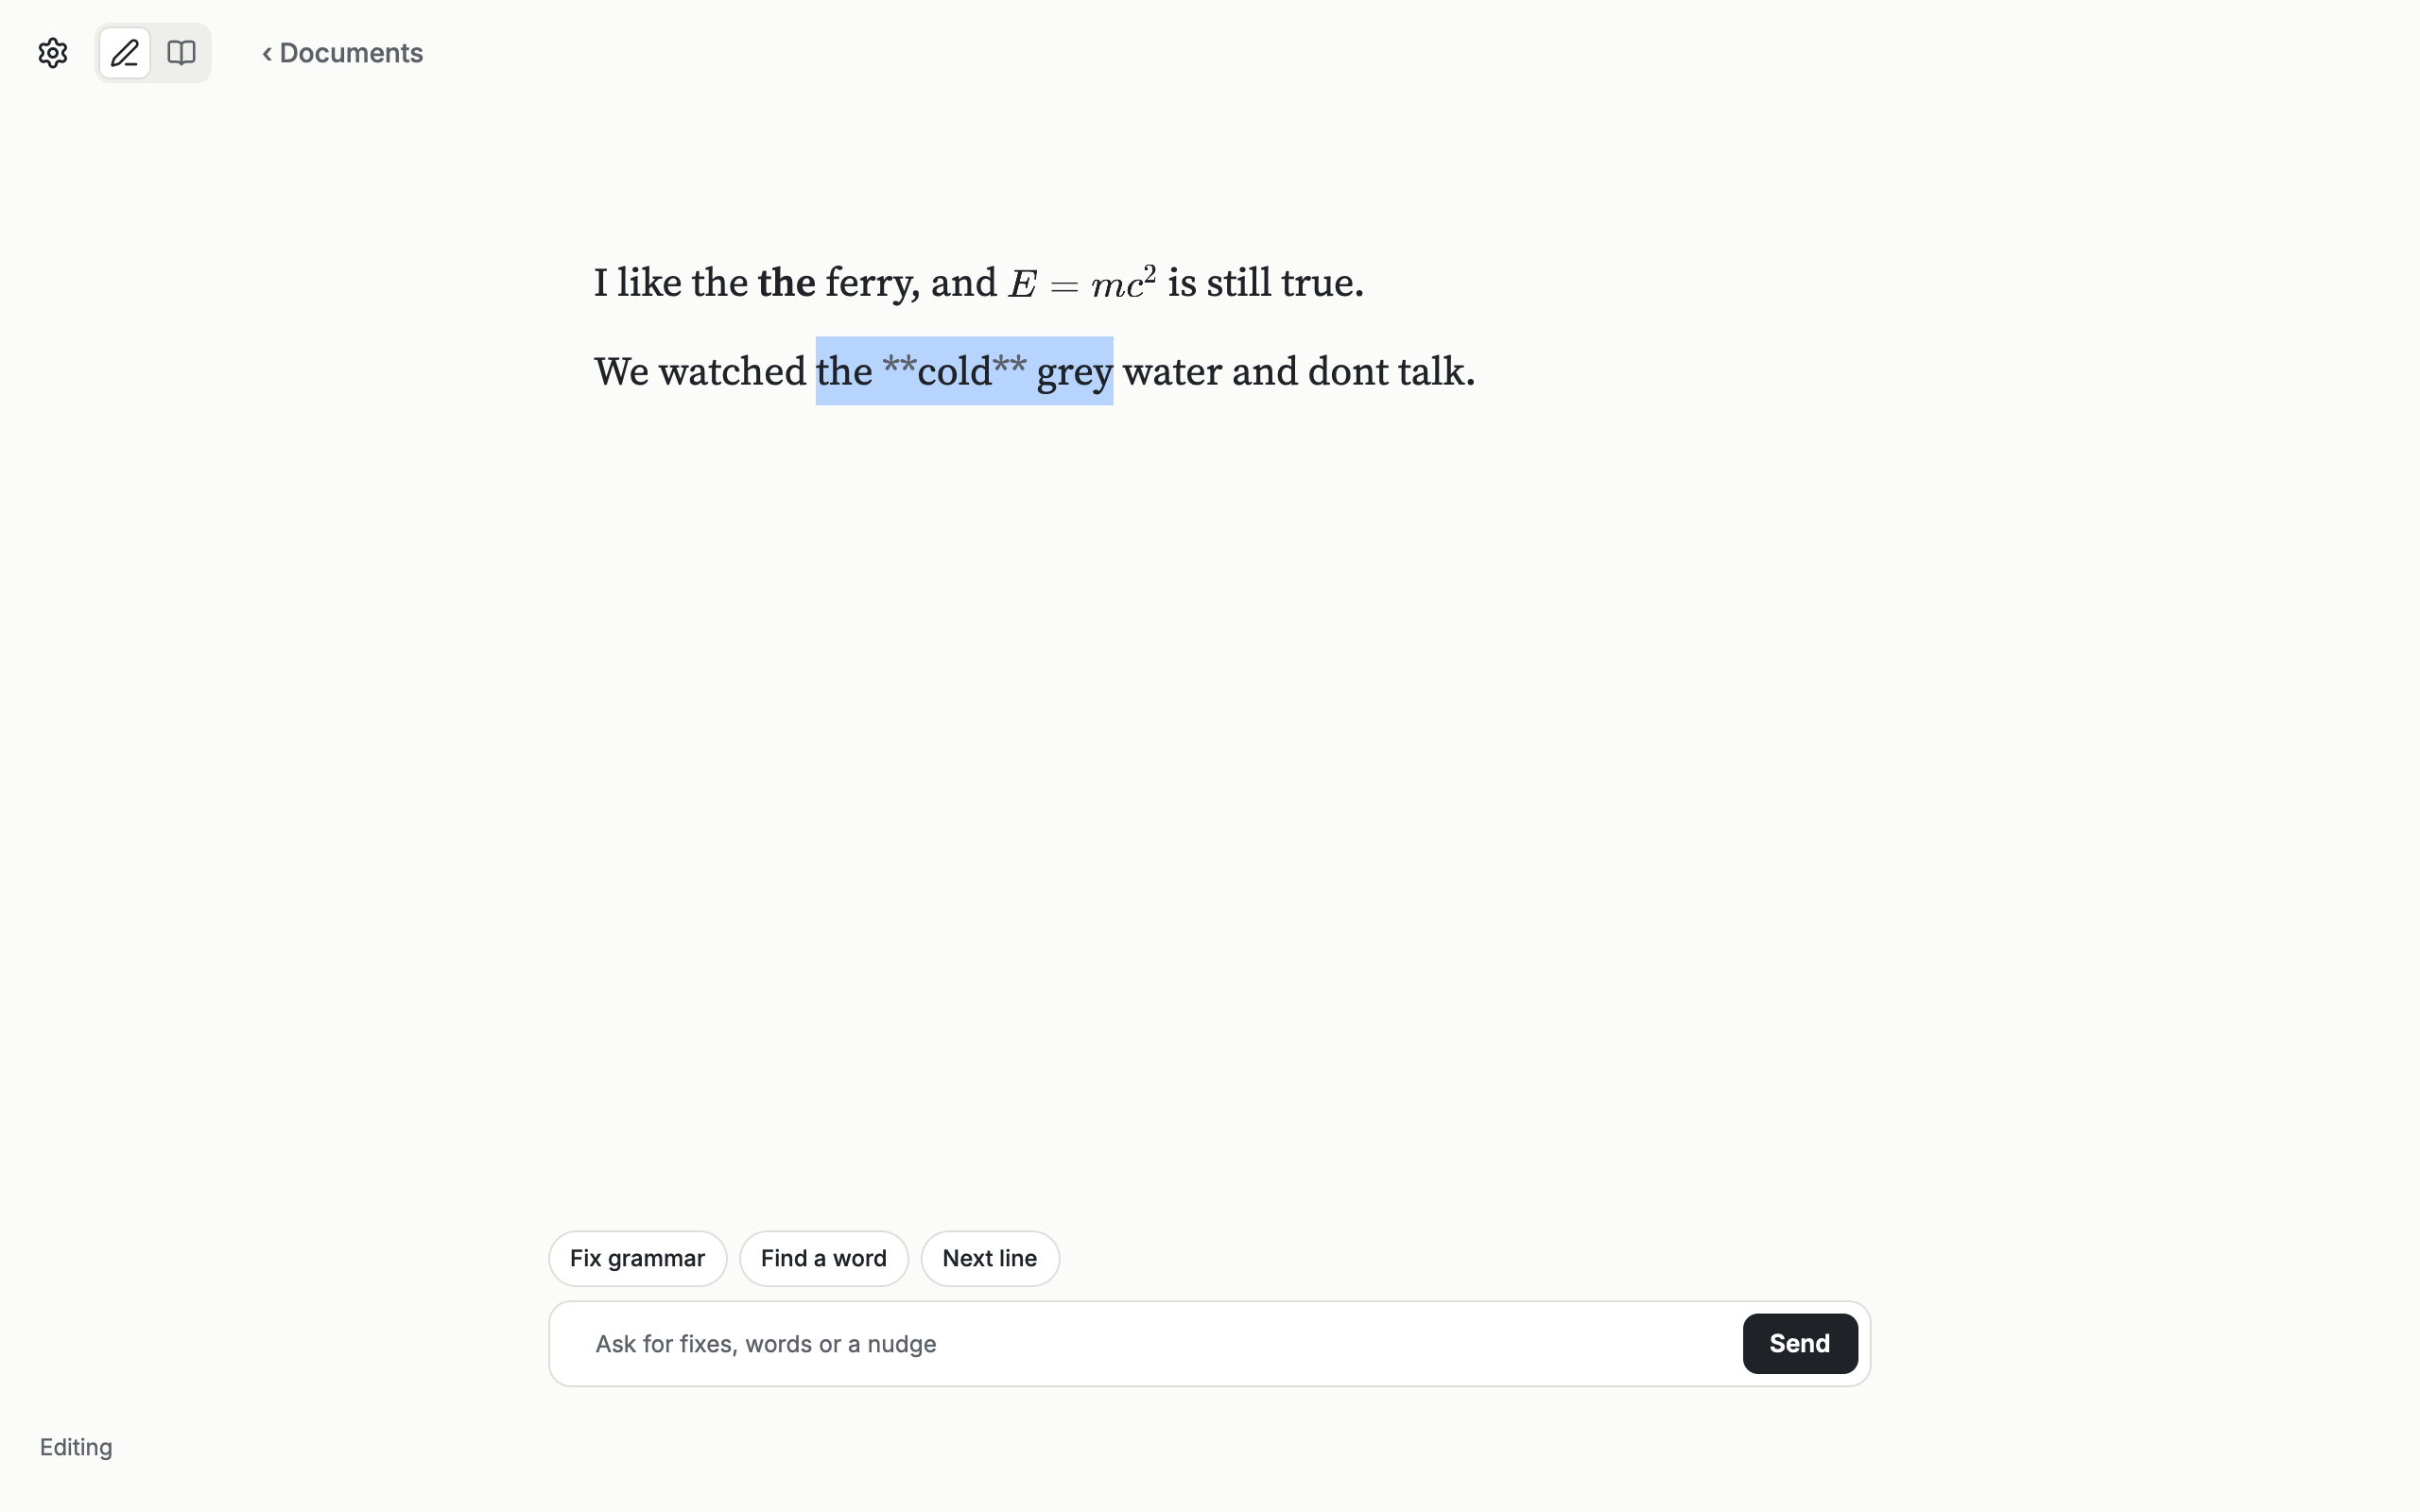 ‹ Documents
I like the the ferry, and E = mc² is still true.
We watched the **cold** grey water and dont talk.
Fix grammar
Find a word
Next line
Ask for fixes, words or a nudge
Send
Editing